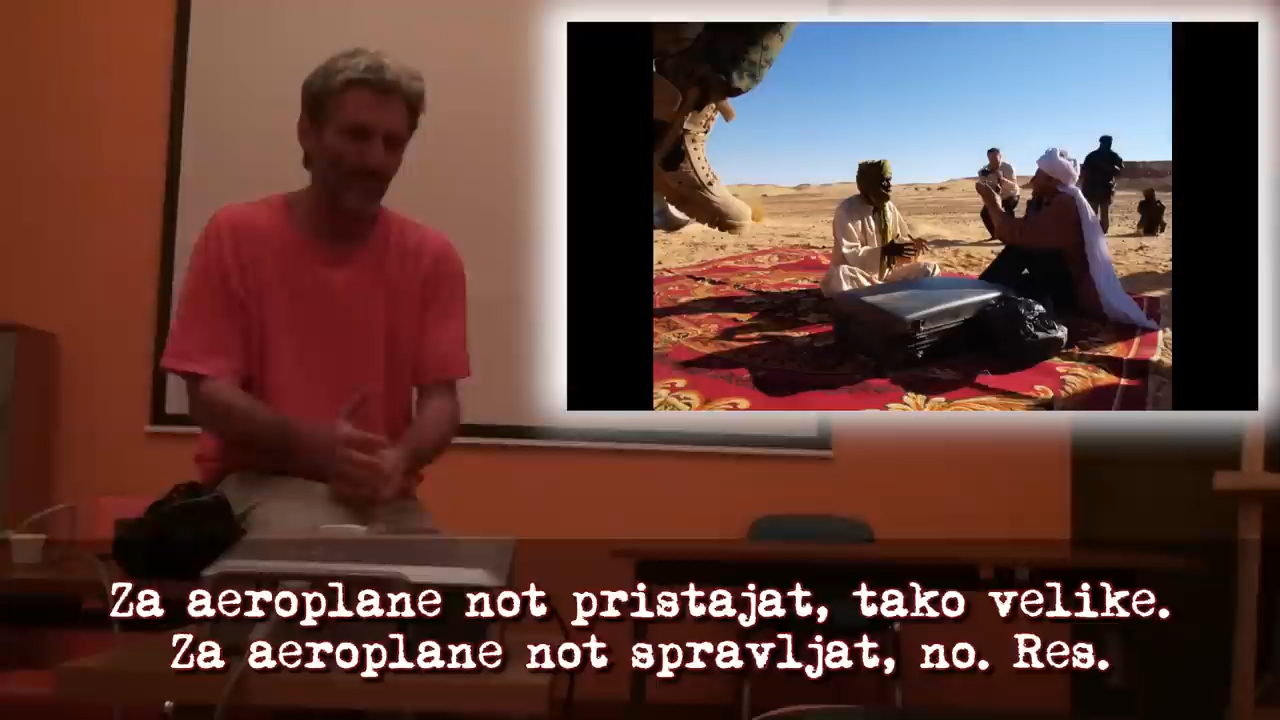 Za aeroplane not pristajat, tako velike.
Za aeroplane not spravljat, no. Res.